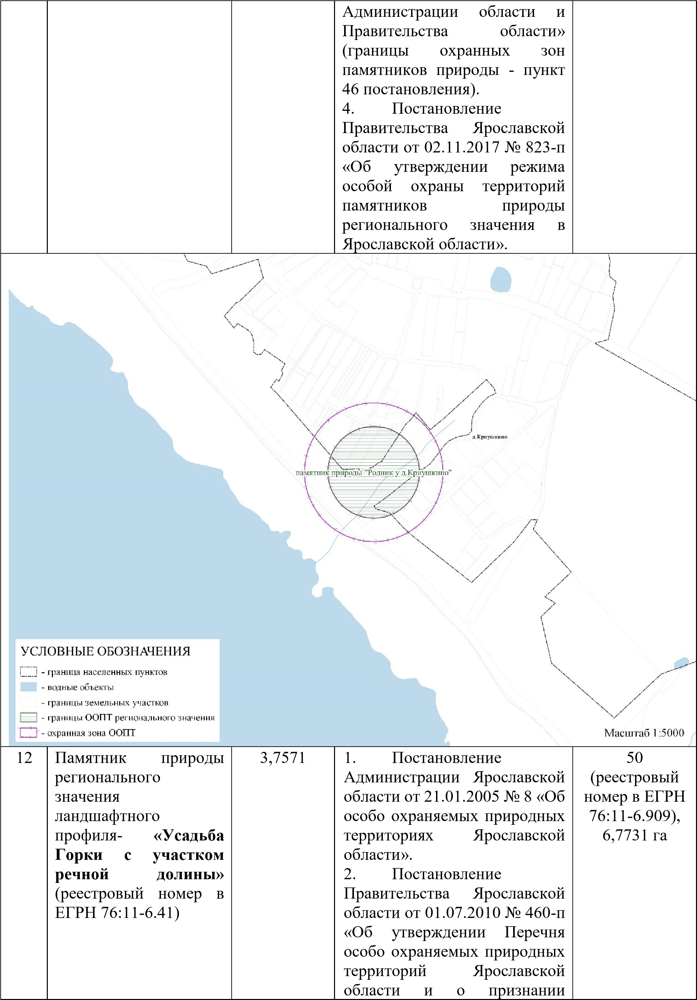 Администрации области и
Правительства области»
(границы охранных зон
памятников природы - пункт
46 постановления).
4. Постановление
Правительства Ярославской
области от 02.11.2017 № 823-п
«Об утверждении режима
особой охраны территорий
памятников природы
регионального значения в
Ярославской области».
д.Криушкино
памятник природы "Родник у д.Криушкино"
УСЛОВНЫЕ ОБОЗНАЧЕНИЯ
- граница населенных пунктов
- водные объекты
- границы земельных участков
- границы ООПТ регионального значения
- охранная зона ООПТ
Масштаб 1:5000
12
Памятник природы
регионального
значения
ландшафтного
профиля- «Усадьба
Горки с участком
речной долины»
(реестровый номер в
ЕГРН 76:11-6.41)
3,7571
1. Постановление
Администрации Ярославской
области от 21.01.2005 № 8 «Об
особо охраняемых природных
территориях Ярославской
области».
2. Постановление
Правительства Ярославской
области от 01.07.2010 № 460-п
«Об утверждении Перечня
особо охраняемых природных
территорий Ярославской
области и о признании
50
(реестровый
номер в ЕГРН
76:11-6.909),
6,7731 га